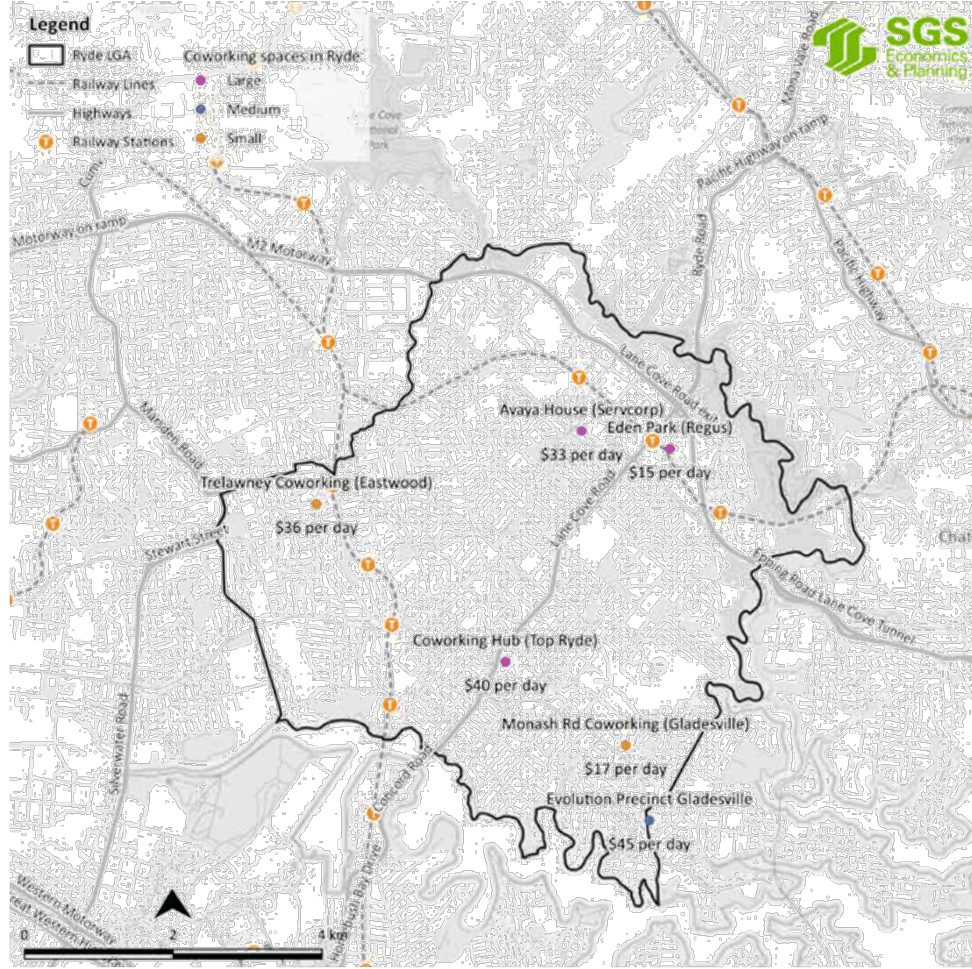 Legend
Ryde LGA
Railway Lines
Highways
Railway Stations
Coworking spaces in Ryde
Large
Medium
Small
SGS
Economics
& Planning
Mona Vale Road
Pacific Highway on ramp
Ryde Road
Pacific Highway
Motorway on ramp
M2 Motorway
Lane Cove Road exit
Avaya House (Servcorp)
$33 per day
Eden Park (Regus)
$15 per day
Marsden Road
Trelawney Coworking (Eastwood)
$36 per day
Stewart Street
Lane Cove Road
Epping Road Lane Cove Tunnel
Chat
Coworking Hub (Top Ryde)
$40 per day
Monash Rd Coworking (Gladesville)
$17 per day
Evolution Precinct Gladesville
$45 per day
Silverwater Road
Concord Road
Western Motorway
0 2 4 km